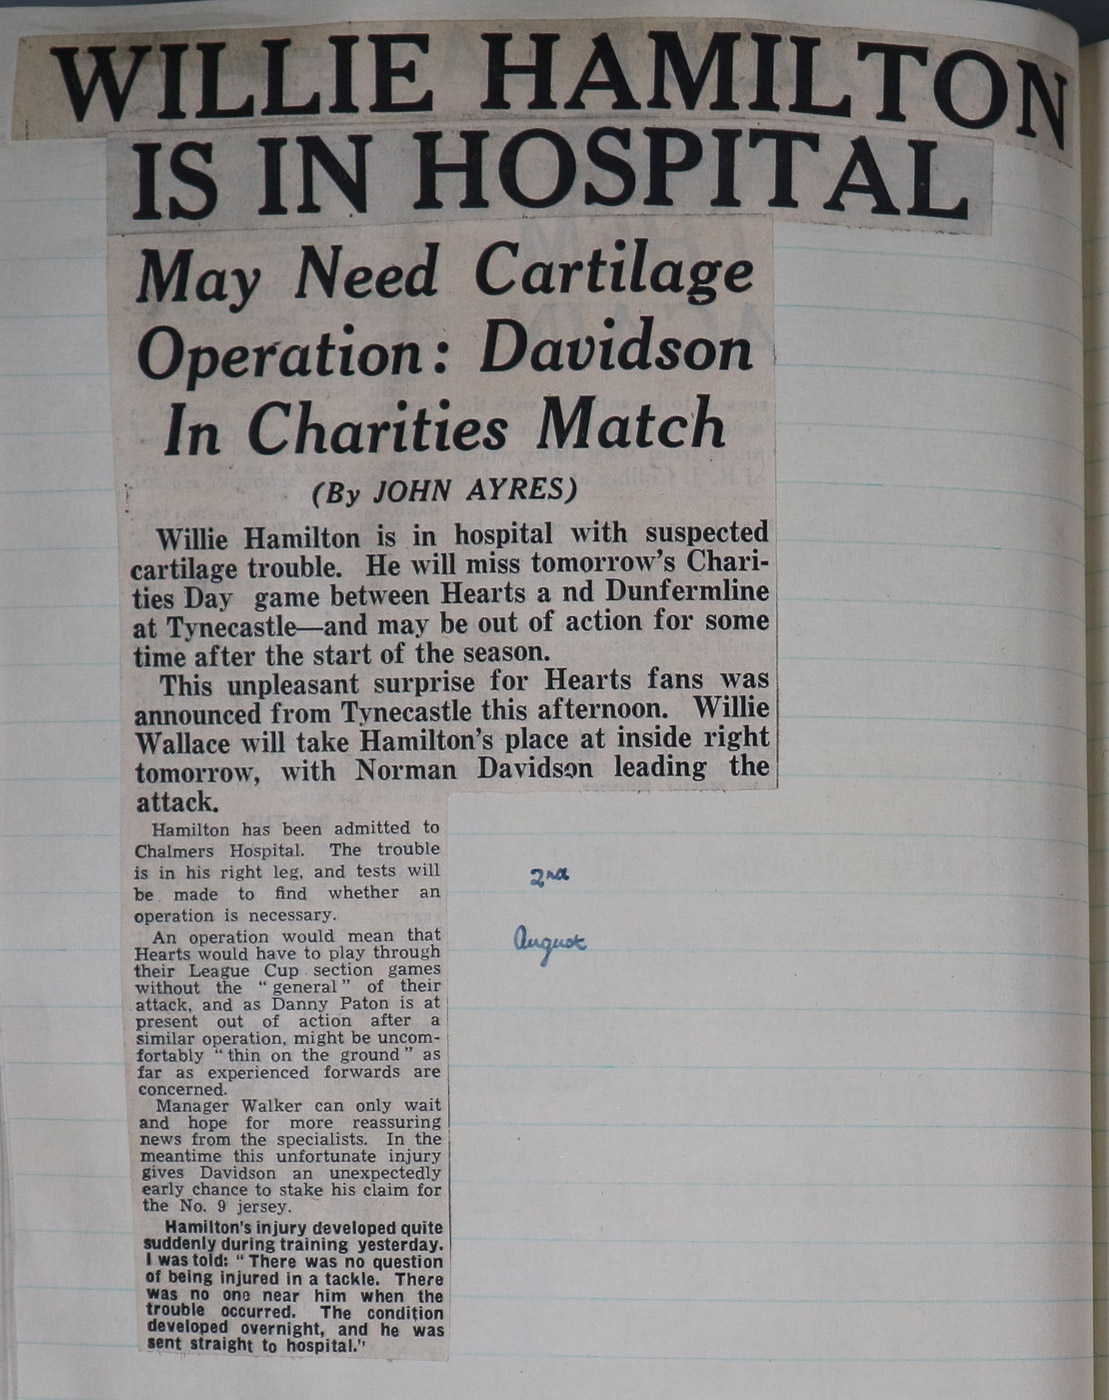 WILLIE HAMILTON
IS IN HOSPITAL
May Need Cartilage
Operation: Davidson
In Charities Match
(By JOHN AYRES)
Willie Hamilton is in hospital with suspected
cartilage trouble. He will miss tomorrow's Chari-
ties Day game between Hearts a nd Dunfermline
at Tynecastle—and may be out of action for some
time after the start of the season.
This unpleasant surprise for Hearts fans was
announced from Tynecastle this afternoon. Willie
Wallace will take Hamilton's place at inside right
tomorrow, with Norman Davidson leading the
attack.
Hamilton has been admitted to
Chalmers Hospital. The trouble
is in his right leg, and tests will
be made to find whether an
operation is necessary.
An operation would mean that
Hearts would have to play through
their League Cup section games
without the "general" of their
attack, and as Danny Paton is at
present out of action after a
similar operation, might be uncom-
fortably "thin on the ground" as
far as experienced forwards are
concerned.
Manager Walker can only wait
and hope for more reassuring
news from the specialists. In the
meantime this unfortunate injury
gives Davidson an unexpectedly
early chance to stake his claim for
the No. 9 jersey.
Hamilton's injury developed quite
suddenly during training yesterday.
I was told: "There was no question
of being injured in a tackle. There
was no one near him when the
trouble occurred. The condition
developed overnight, and he was
sent straight to hospital."
2nd
August